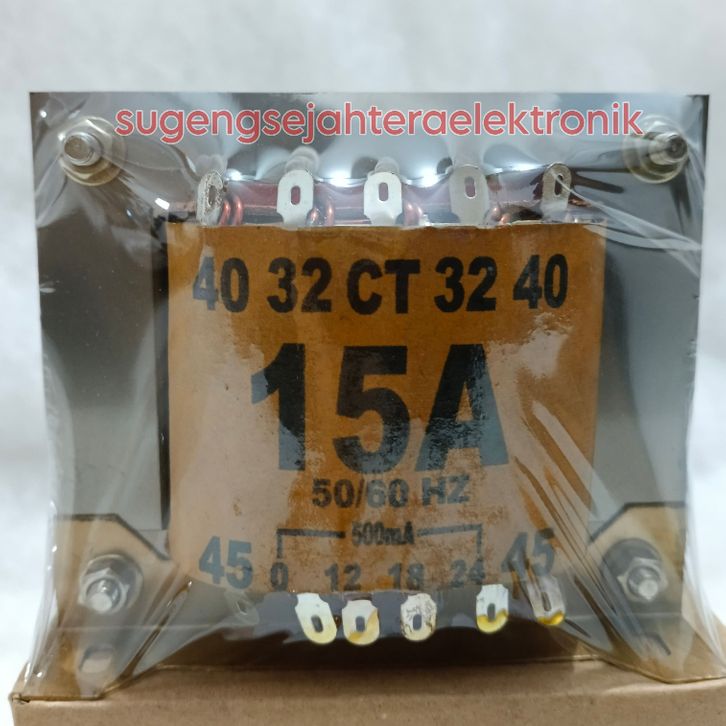 sugengsejahteraelektronik
40 32 CT 32 40
15A
50/60 HZ
500mA
45 0 12 18 24 45